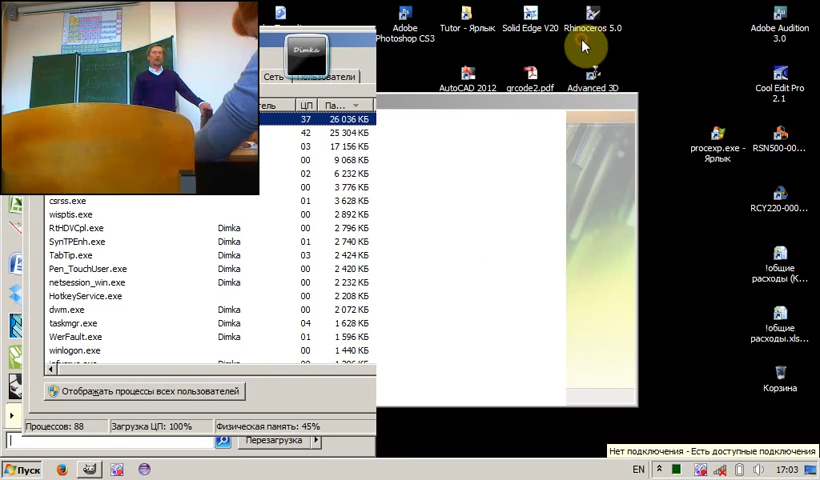 Adobe
Photoshop CS3
Tutor - Ярлык
Solid Edge V20
Rhinoceros 5.0
Adobe Audition
3.0
Dimka
Сеть
Пользователи
AutoCAD 2012
qrcode2.pdf
Advanced 3D
Cool Edit Pro
2.1
ЦП
Па...
37 26 036 КБ
42 25 304 КБ
03 17 156 КБ
00 9 068 КБ
02 6 232 КБ
00 3 776 КБ
csrss.exe 01 3 628 КБ
wisptis.exe 00 2 892 КБ
RtHDVCpl.exe Dimka 00 2 796 КБ
SynTPEnh.exe Dimka 01 2 740 КБ
TabTip.exe Dimka 03 2 424 КБ
Pen_TouchUser.exe Dimka 00 2 420 КБ
netsession_win.exe Dimka 00 2 232 КБ
HotkeyService.exe 00 2 208 КБ
dwm.exe Dimka 00 2 072 КБ
taskmgr.exe Dimka 04 1 628 КБ
WerFault.exe Dimka 01 1 596 КБ
winlogon.exe 00 1 440 КБ
procexp.exe -
Ярлык
RSN500-00...
RCY220-000...
!общие
расходы (К...
!общие
расходы.xls...
Корзина
Отображать процессы всех пользователей
Процессов: 88
Загрузка ЦП: 100%
Физическая память: 45%
Перезагрузка
Нет подключения - Есть доступные подключения
Пуск
EN
17:03